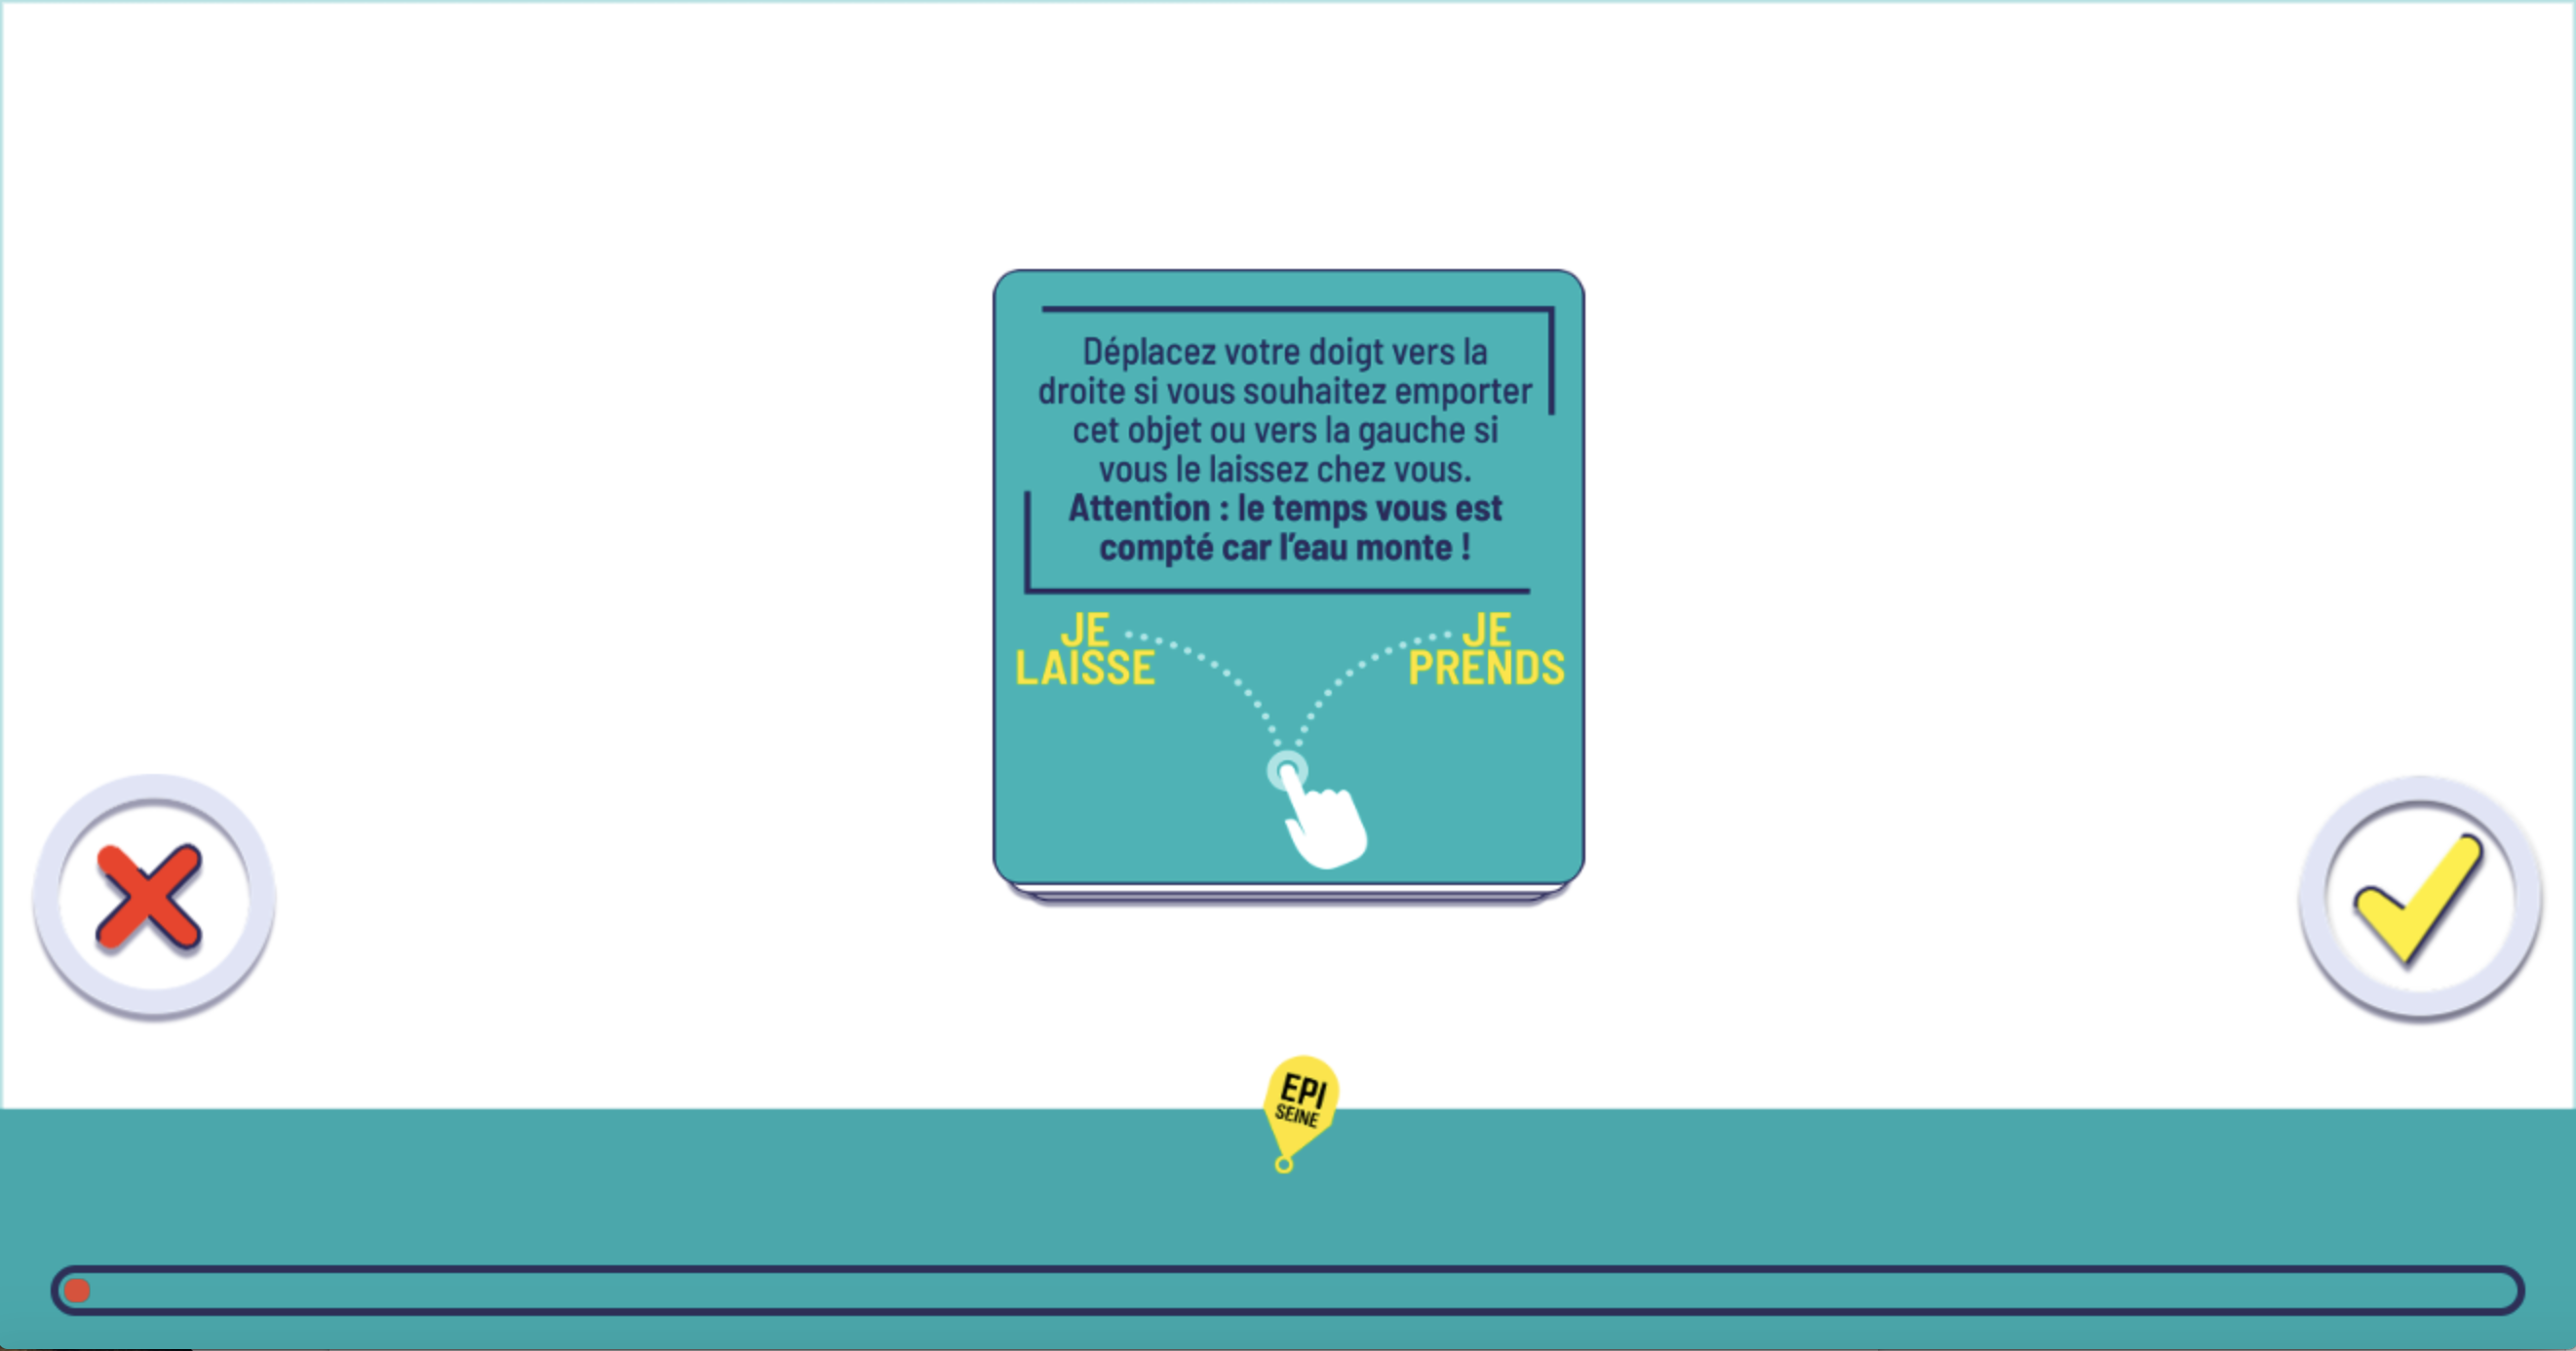 Déplacez votre doigt vers la
droite si vous souhaitez emporter
cet objet ou vers la gauche si
vous le laissez chez vous.
Attention : le temps vous est
compté car l'eau monte !
JE
LAISSE
JE
PRENDS
EPI
SEINE